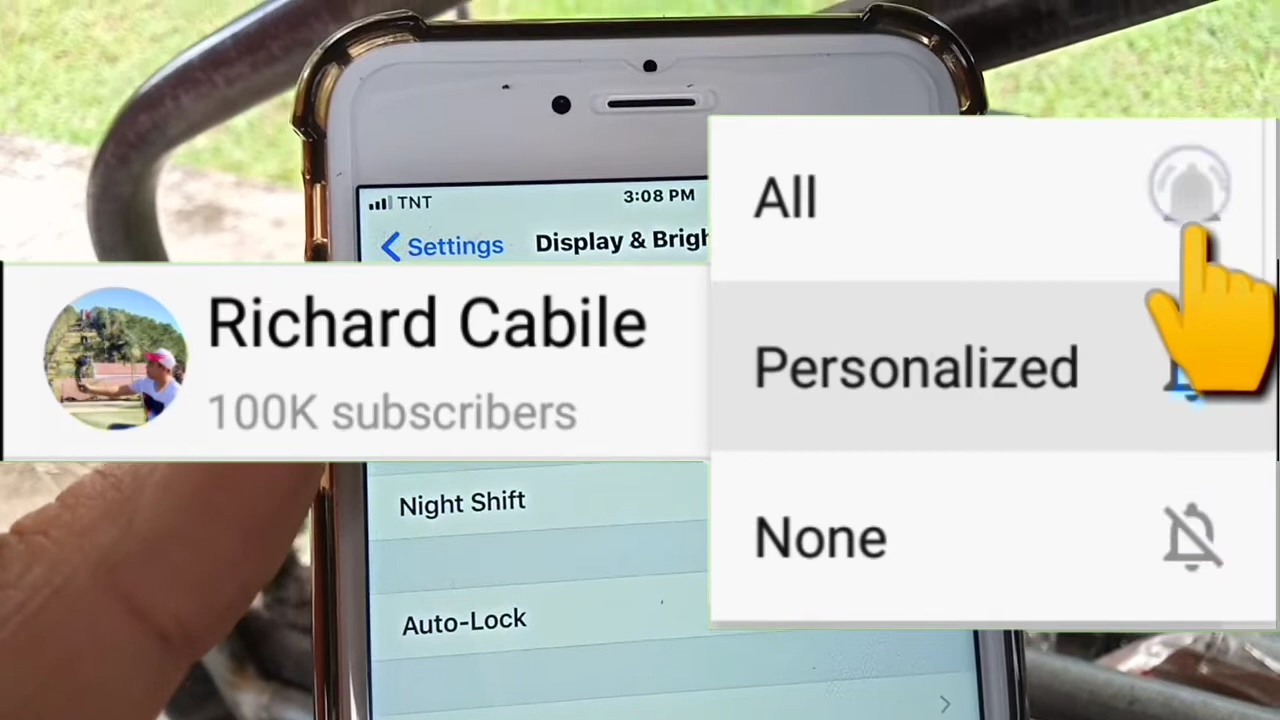 TNT 3:08 PM
Settings Display & Brigh
Richard Cabile
100K subscribers
All
Personalized
None
Night Shift
Auto-Lock